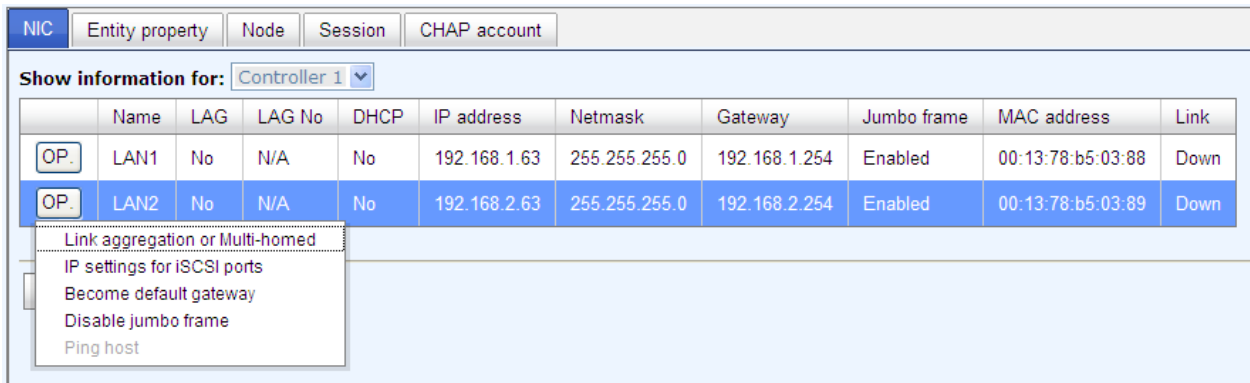 NIC Entity property Node Session CHAP account
Show information for: Controller 1
Name LAG LAG No DHCP IP address Netmask Gateway Jumbo frame MAC address Link
OP. LAN1 No N/A No 192.168.1.63 255.255.255.0 192.168.1.254 Enabled 00:13:78:b5:03:88 Down
OP. LAN2 No N/A No 192.168.2.63 255.255.255.0 192.168.2.254 Enabled 00:13:78:b5:03:89 Down
Link aggregation or Multi-homed
IP settings for iSCSI ports
Become default gateway
Disable jumbo frame
Ping host